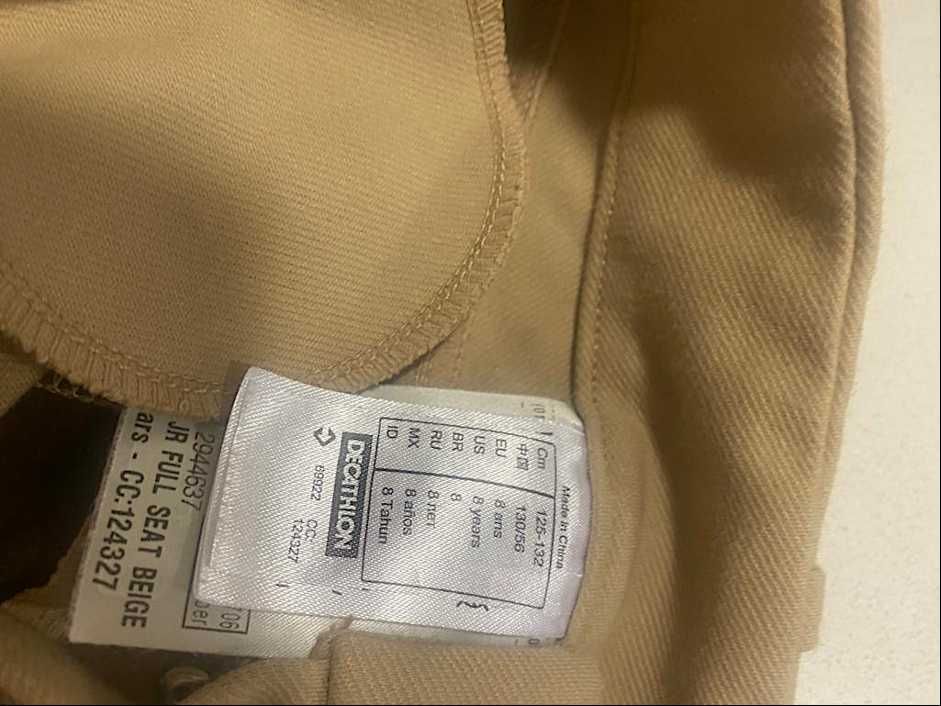 Made in China
Cm 125-132
中国 130/56
EU 8 ans
US 8 years
BR 8
RU 8 лет
MX 8 años
ID 8 Tahun
DECATHLON
69922 CC-
124327
2944637
JR FULL SEAT BEIGE
ars - CC:124327
06
ber